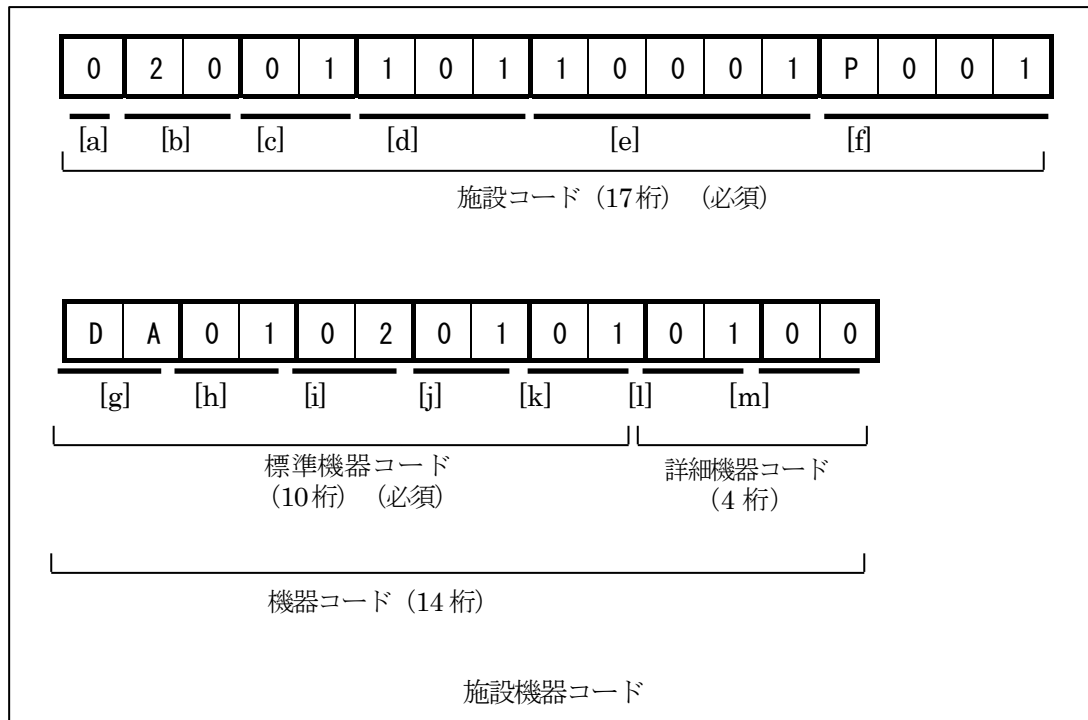 0 2 0 0 1 1 0 1 1 0 0 0 1 P 0 0 1
[a] [b] [c] [d] [e] [f]
施設コード（17桁）（必須）
D A 0 1 0 2 0 1 0 1 0 1 0 0
[g] [h] [i] [j] [k] [l] [m]
標準機器コード
（10桁）（必須）
詳細機器コード
（4 桁）
機器コード（14 桁）
施設機器コード